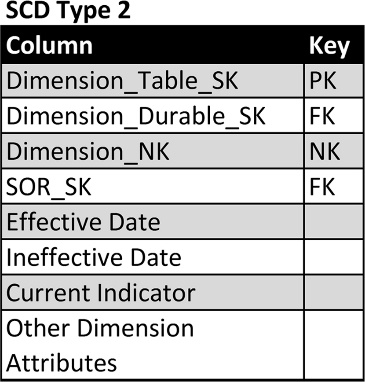 SCD Type 2
Column Key
Dimension_Table_SK PK
Dimension_Durable_SK FK
Dimension_NK NK
SOR_SK FK
Effective Date
Ineffective Date
Current Indicator
Other Dimension
Attributes